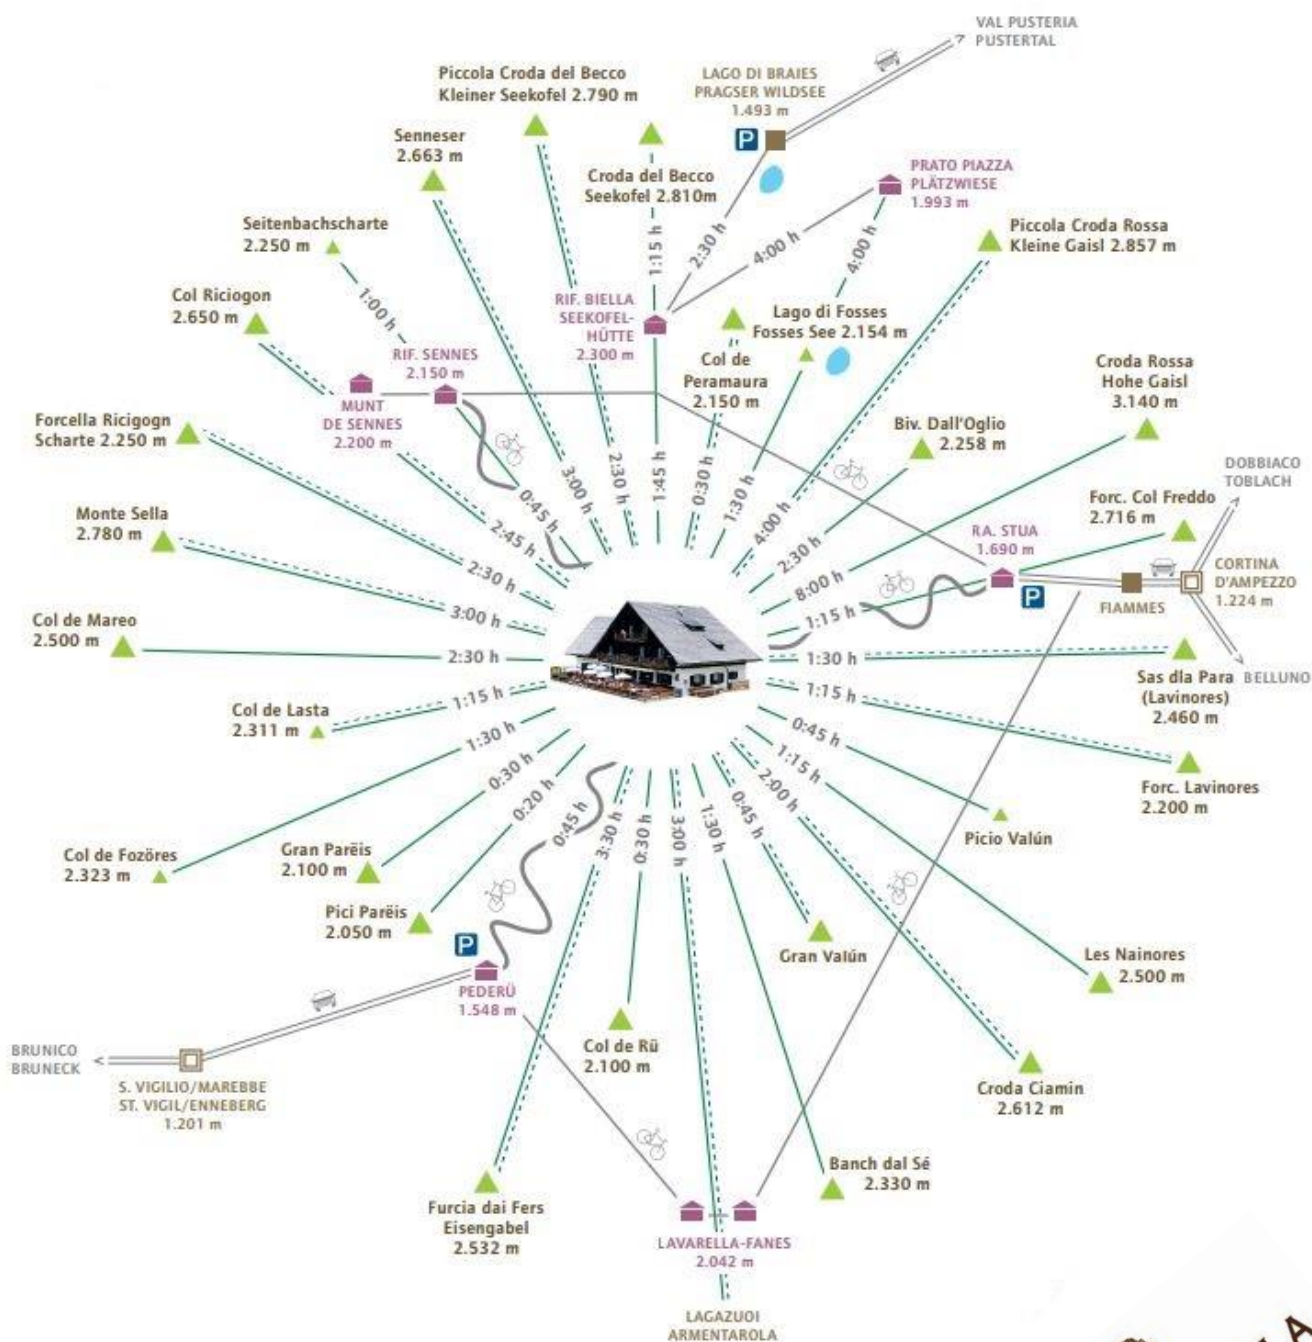 VAL PUSTERIA
PUSTERTAL
Piccola Croda del Becco
Kleiner Seekofel 2.790 m
LAGO DI BRAIES
PRAGSER WILDSEE
1.493 m
P
Senneser
2.663 m
Croda del Becco
Seekofel 2.810m
PRATO PIAZZA
PLÄTZWIESE
1.993 m
Seitenbachscharte
2.250 m
Piccola Croda Rossa
Kleine Gaisl 2.857 m
1:15 h
2:30 h
4:00 h
4:00 h
1:00 h
Col Riciogon
2.650 m
RIF. BIELLA
SEEKOFEL-
HÜTTE
2.300 m
Lago di Fosses
Fosses See 2.154 m
RIF. SENNES
2.150 m
Col de
Peramaura
2.150 m
Croda Rossa
Hohe Gaisl
3.140 m
MUNT
DE SENNES
2.200 m
Forcella Ricigogn
Scharte 2.250 m
Biv. Dall'Oglio
2.258 m
DOBBIACO
TOBLACH
3:00 h
2:30 h
1:45 h
0:30 h
1:30 h
4:00 h
0:45 h
2:45 h
2:30 h
2:30 h
8:00 h
Monte Sella
2.780 m
Forc. Col Freddo
2.716 m
RA. STUA
1.690 m
P
CORTINA
D'AMPEZZO
1.224 m
FIAMMES
3:00 h
1:15 h
Col de Mareo
2.500 m
2:30 h
1:30 h
BELLUNO
Sas dla Para
(Lavinores)
2.460 m
Col de Lasta
2.311 m
1:15 h
1:15 h
1:30 h
0:45 h
0:30 h
1:15 h
0:20 h
2:00 h
0:45 h
3:30 h
0:30 h
3:00 h
1:30 h
0:45 h
Forc. Lavinores
2.200 m
Picio Valún
Col de Fozöres
2.323 m
Gran Parëis
2.100 m
Pici Parëis
2.050 m
P
Gran Valún
Les Nainores
2.500 m
PEDERÜ
1.548 m
BRUNICO
BRUNECK
Col de Rü
2.100 m
S. VIGILIO/MAREBBE
ST. VIGIL/ENNEBERG
1.201 m
Croda Ciamin
2.612 m
Banch dal Sé
2.330 m
Furcia dai Fers
Eisengabel
2.532 m
LAVARELLA-FANES
2.042 m
LAGAZUOI
ARMENTAROLA